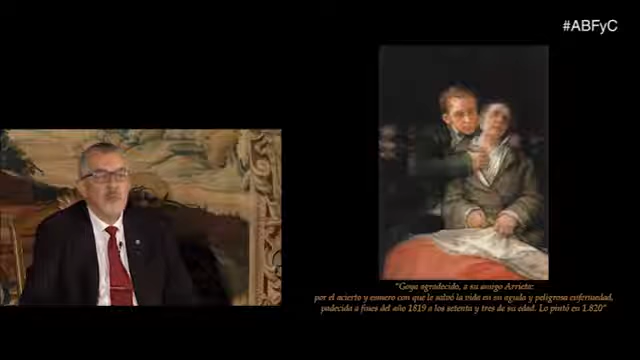 #ABFyC
"Goya agradecido, a su amigo Arrieta:
por el acierto y esmero con que le salvó la vida en su aguda y peligrosa enfermedad,
padecida a fines del año 1819 a los setenta y tres de su edad. Lo pintó en 1.820"